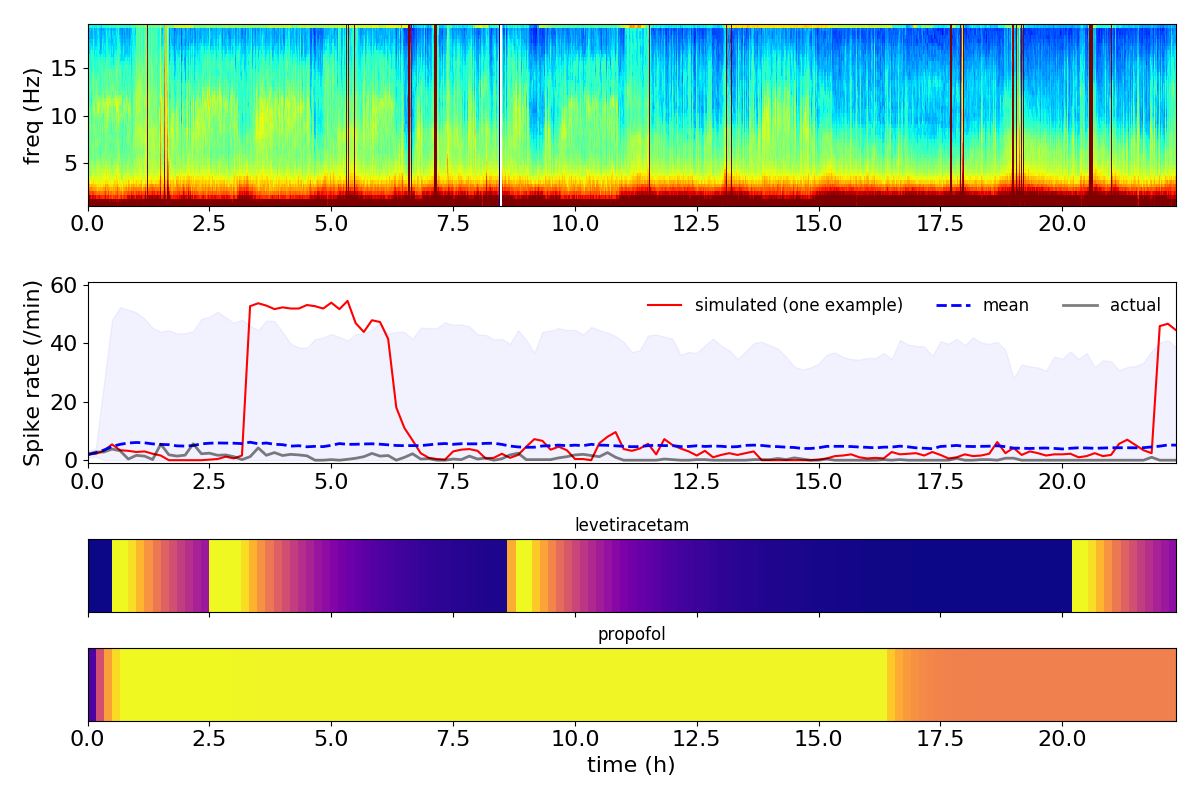 freq (Hz)
15
10
5
0.0 2.5 5.0 7.5 10.0 12.5 15.0 17.5 20.0
Spike rate (/min)
60
40
20
0
simulated (one example) mean actual
0.0 2.5 5.0 7.5 10.0 12.5 15.0 17.5 20.0
levetiracetam
propofol
0.0 2.5 5.0 7.5 10.0 12.5 15.0 17.5 20.0
time (h)